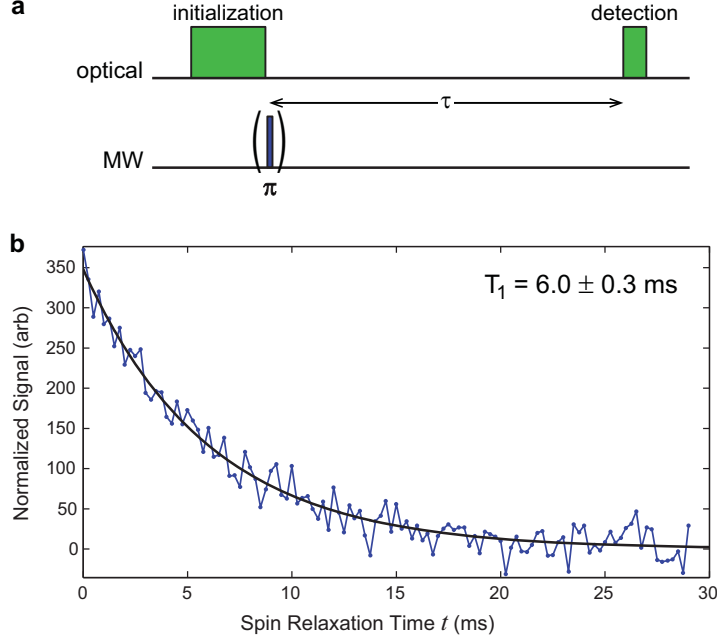 a
initialization
detection
optical
τ
MW
( )
π
b
T₁ = 6.0 ± 0.3 ms
Normalized Signal (arb)
350
300
250
200
150
100
50
0
0 5 10 15 20 25 30
Spin Relaxation Time t (ms)